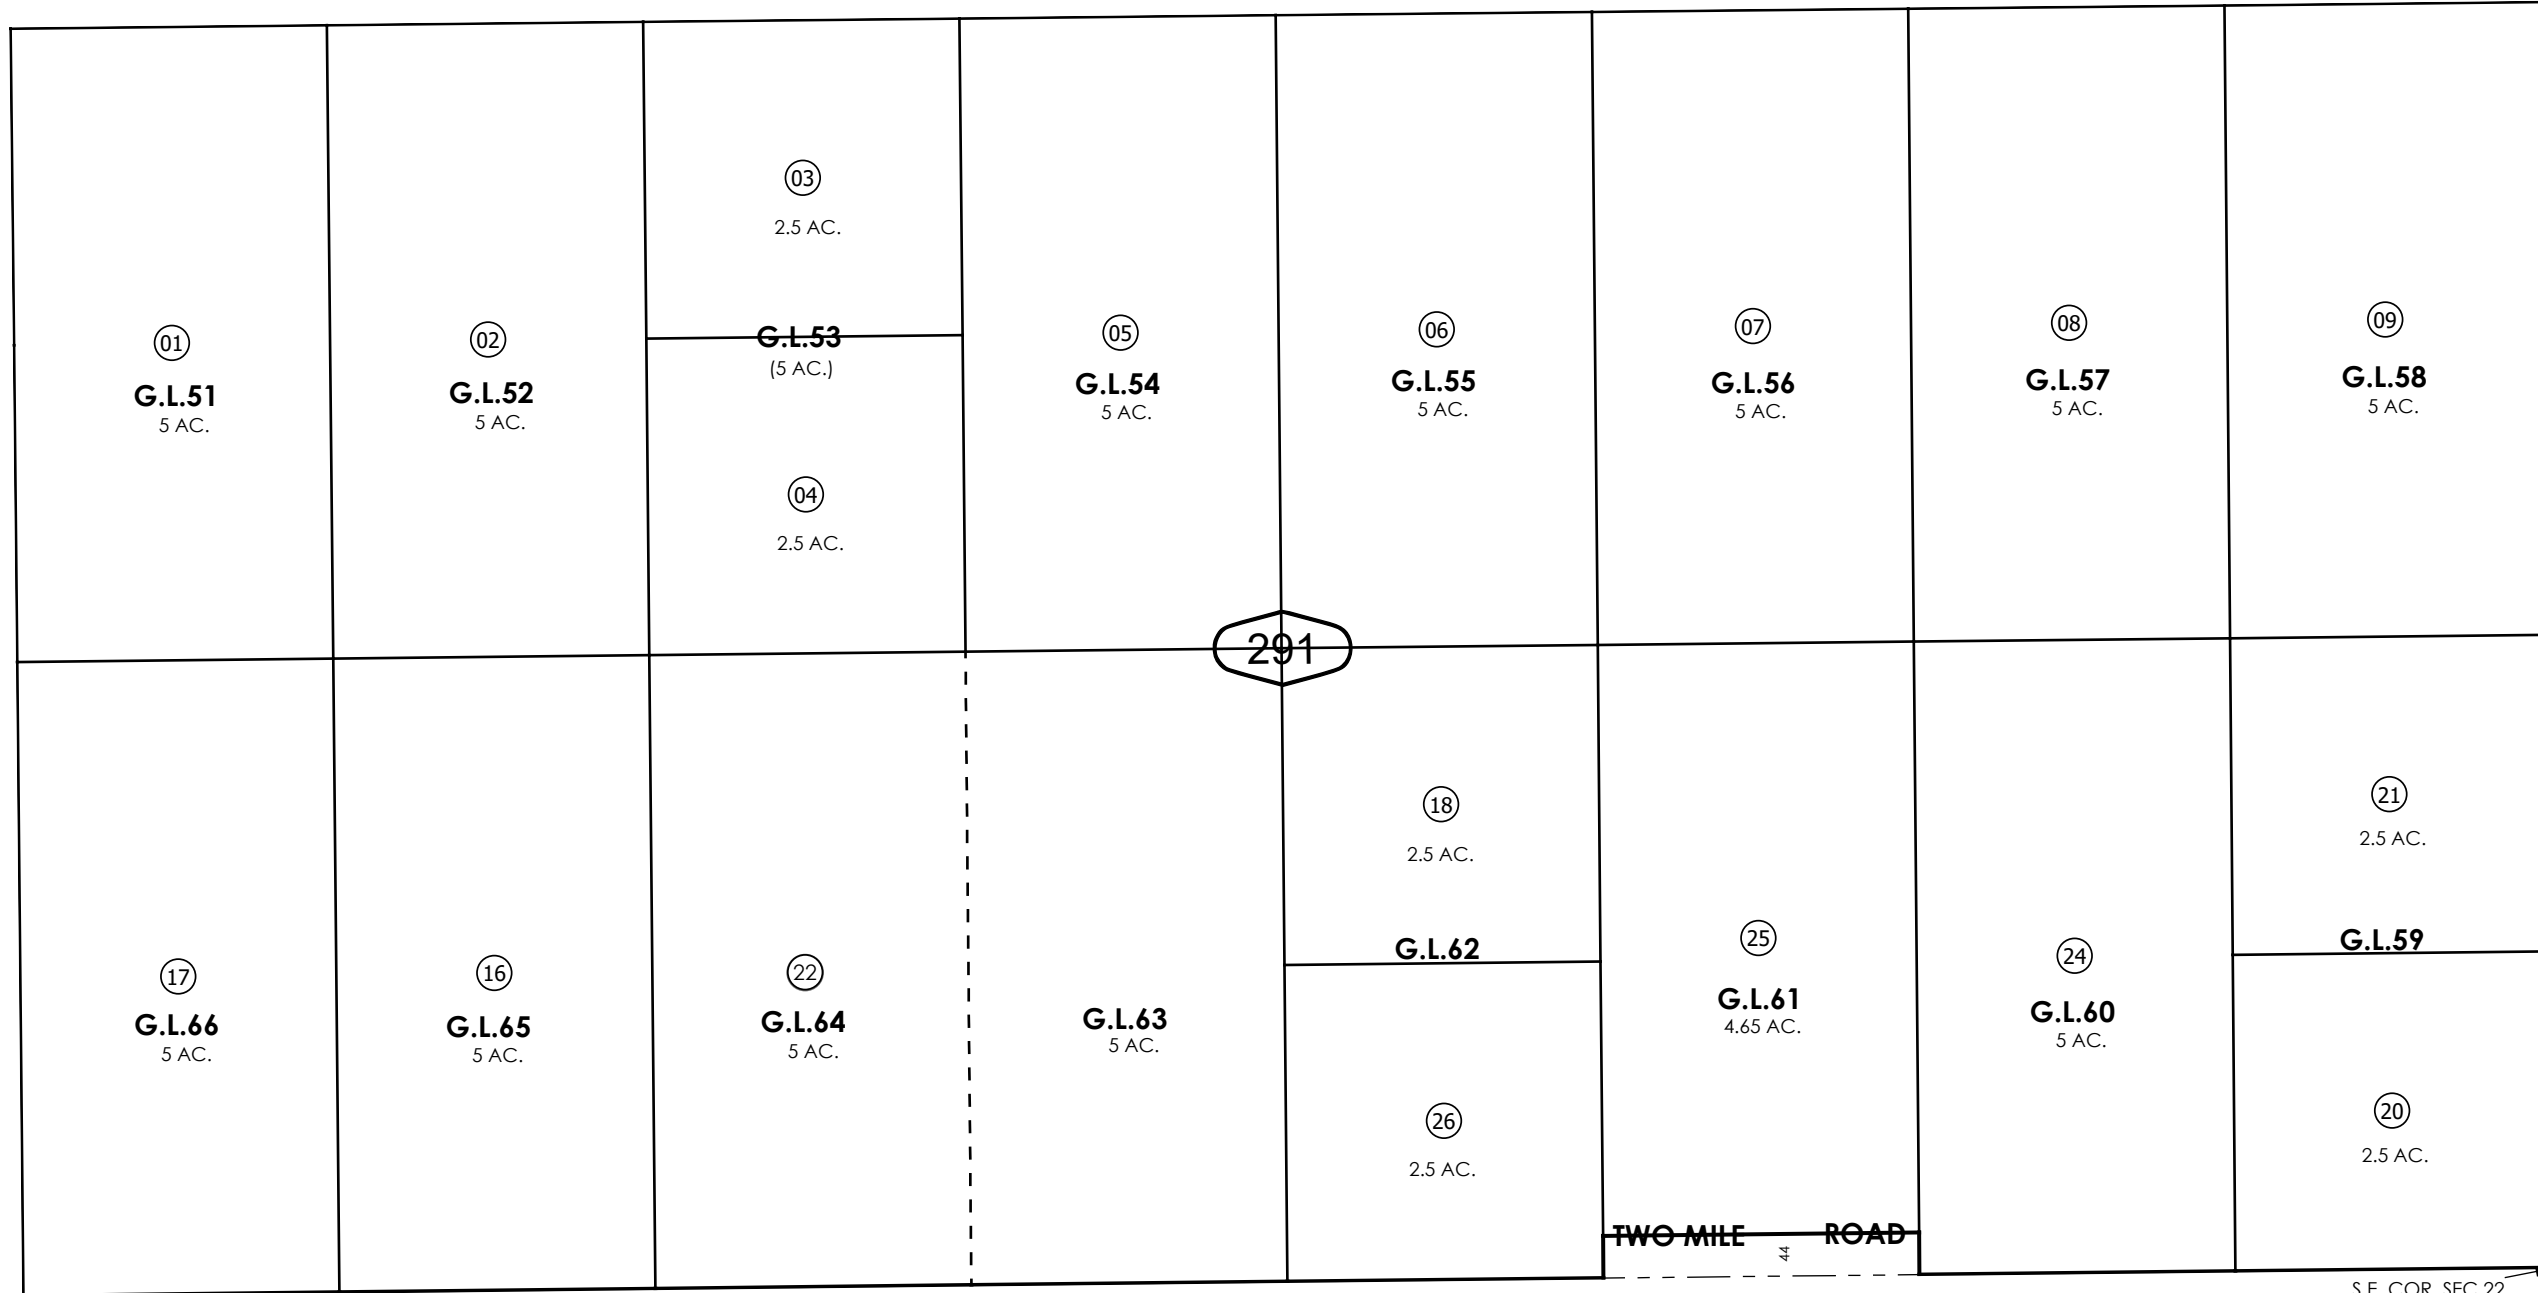 03
2.5 AC.
01
G.L.51
5 AC.
02
G.L.52
5 AC.
G.L.53
(5 AC.)
04
2.5 AC.
05
G.L.54
5 AC.
06
G.L.55
5 AC.
07
G.L.56
5 AC.
08
G.L.57
5 AC.
09
G.L.58
5 AC.
291
17
G.L.66
5 AC.
16
G.L.65
5 AC.
22
G.L.64
5 AC.
G.L.63
5 AC.
18
2.5 AC.
G.L.62
26
2.5 AC.
25
G.L.61
4.65 AC.
24
G.L.60
5 AC.
21
2.5 AC.
G.L.59
20
2.5 AC.
TWO MILE ROAD
44
S.E. COR. SEC.22